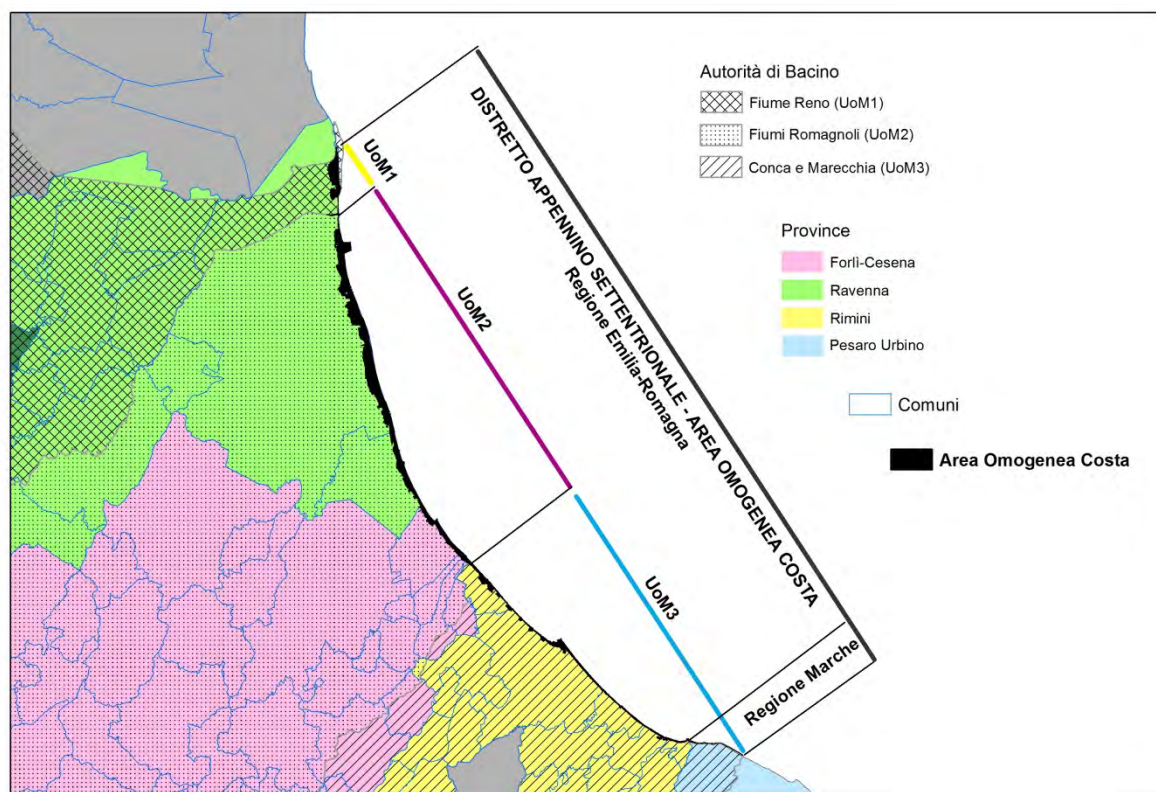 Autorità di Bacino
Fiume Reno (UoM1)
Fiumi Romagnoli (UoM2)
Conca e Marecchia (UoM3)
Province
Forlì-Cesena
Ravenna
Rimini
Pesaro Urbino
Comuni
Area Omogenea Costa
DISTRETTO APPENNINO SETTENTRIONALE - AREA OMOGENEA COSTA
Regione Emilia-Romagna
UoM1
UoM2
UoM3
Regione Marche